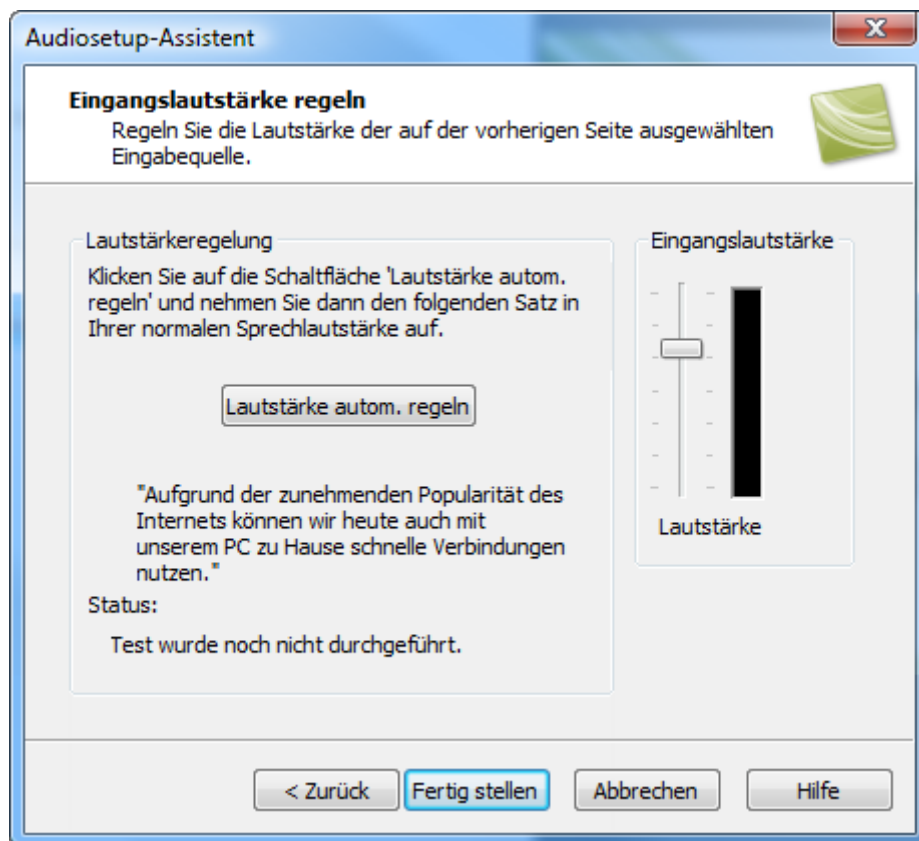 Audiosetup-Assistent
Eingangslautstärke regeln
Regeln Sie die Lautstärke der auf der vorherigen Seite ausgewählten
Eingabequelle.
Lautstärkeregelung
Klicken Sie auf die Schaltfläche 'Lautstärke autom.
regeln' und nehmen Sie dann den folgenden Satz in
Ihrer normalen Sprechlautstärke auf.
Lautstärke autom. regeln
"Aufgrund der zunehmenden Popularität des
Internets können wir heute auch mit
unserem PC zu Hause schnelle Verbindungen
nutzen."
Status:
Test wurde noch nicht durchgeführt.
Eingangslautstärke
Lautstärke
< Zurück
Fertig stellen
Abbrechen
Hilfe